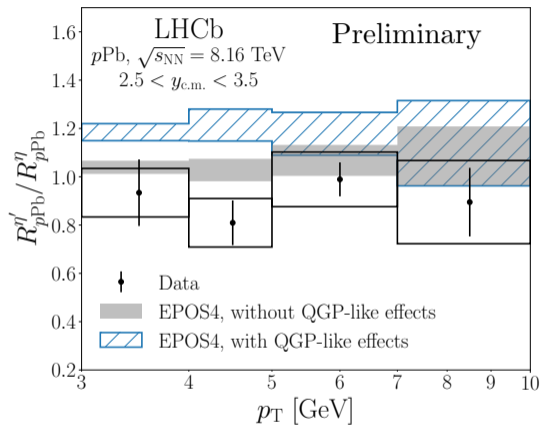 LHCb
Preliminary
pPb, √sNN = 8.16 TeV
2.5 < yc.m. < 3.5
1.6
1.4
1.2
1.0
0.8
0.6
0.4
0.2
Rη′pPb/RηpPb
Data
EPOS4, without QGP-like effects
EPOS4, with QGP-like effects
3 4 5 6 7 8 9 10
pT [GeV]